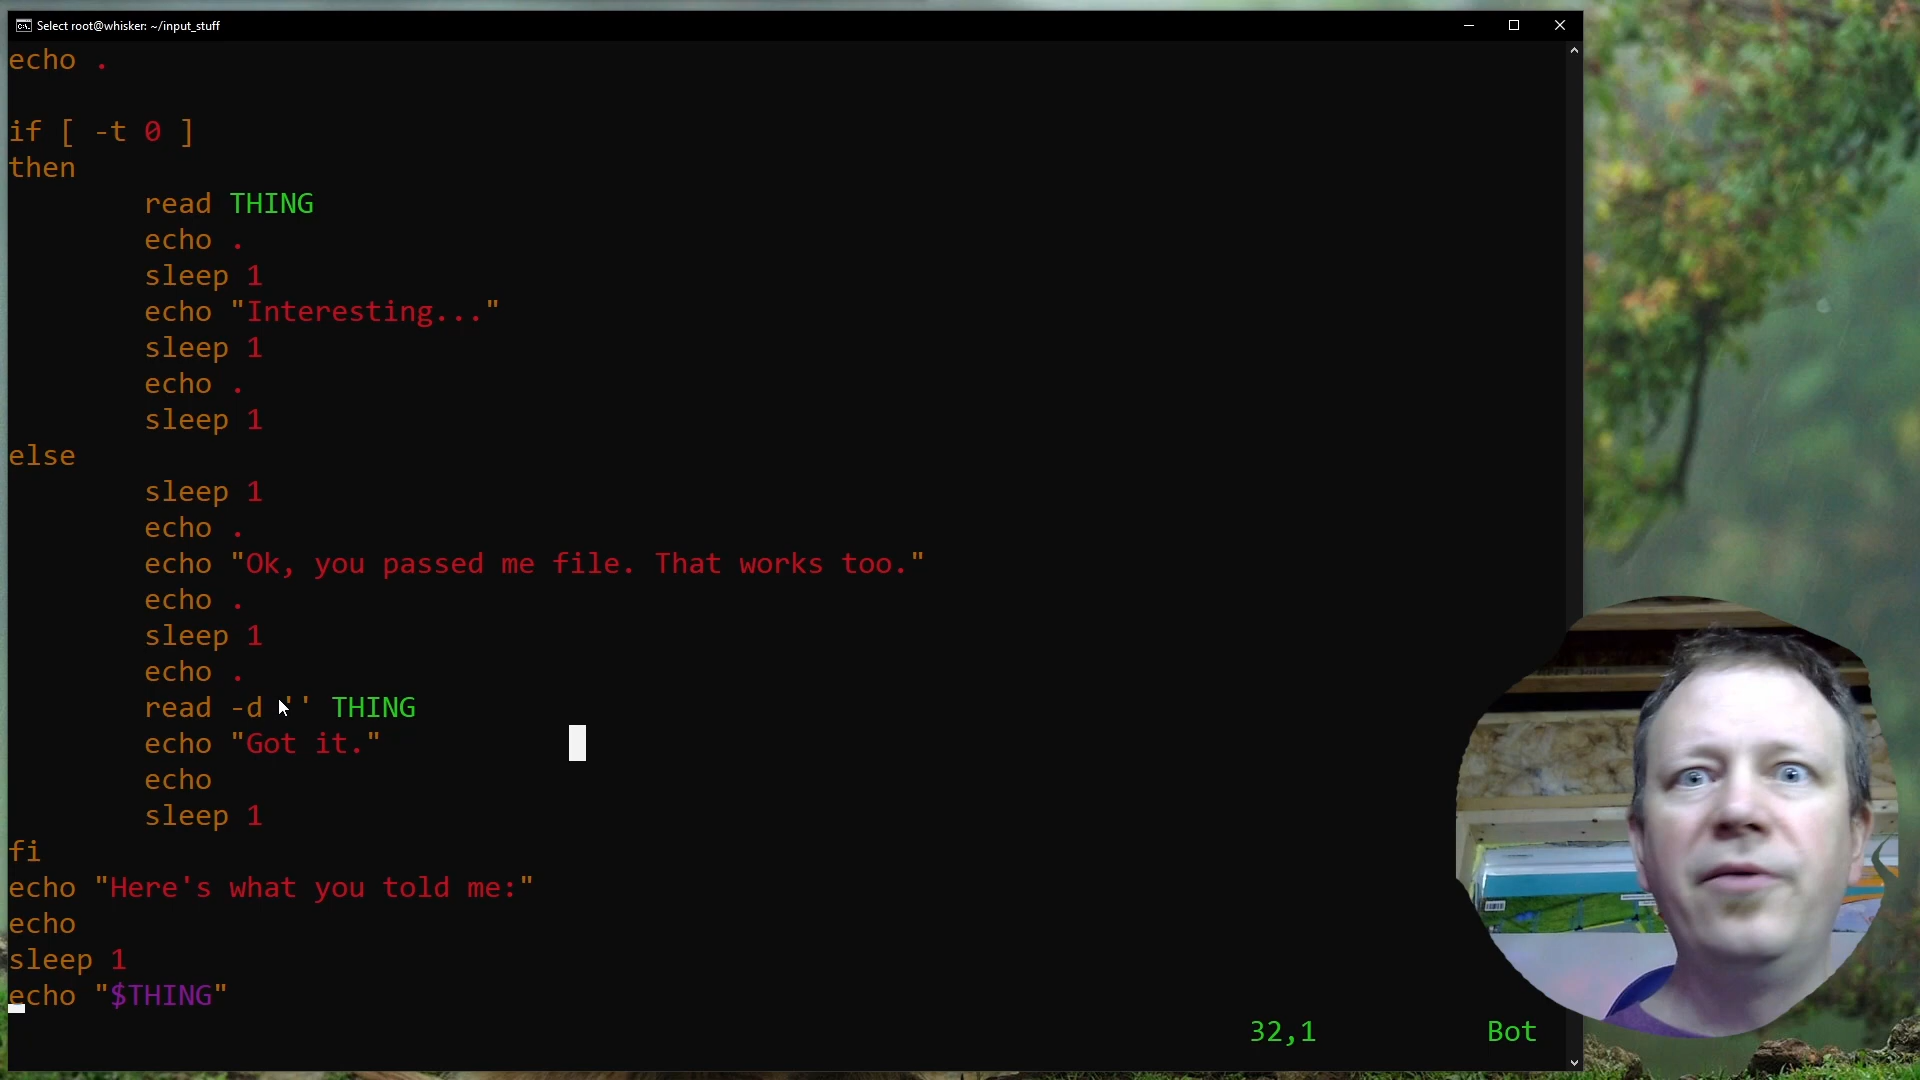 Select root@whisker: ~/input_stuff
echo .
if [ -t 0 ]
then
read THING
echo .
sleep 1
echo "Interesting..."
sleep 1
echo .
sleep 1
else
sleep 1
echo .
echo "Ok, you passed me file. That works too."
echo .
sleep 1
echo .
read -d '' THING
echo "Got it."
echo
sleep 1
fi
echo "Here's what you told me:"
echo
sleep 1
echo "$THING"
32,1 Bot